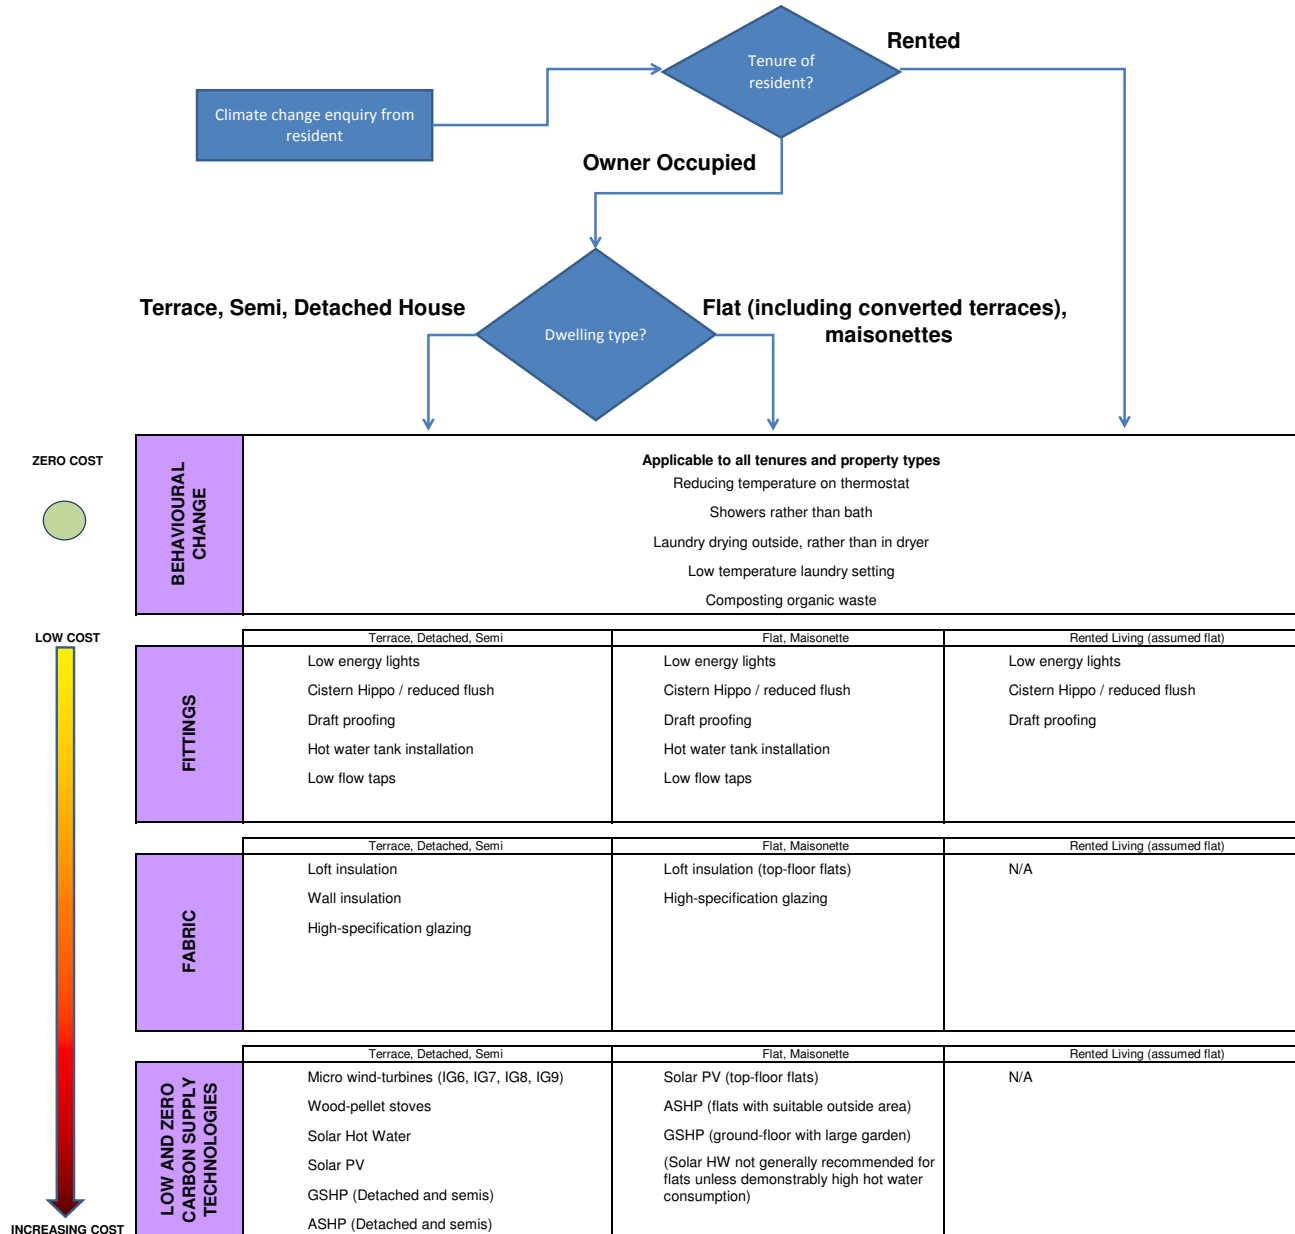 Rented
Tenure of
resident?
Climate change enquiry from
resident
Owner Occupied
Terrace, Semi, Detached House
Flat (including converted terraces),
maisonettes
Dwelling type?
ZERO COST
BEHAVIOURAL
CHANGE
Applicable to all tenures and property types
Reducing temperature on thermostat
Showers rather than bath
Laundry drying outside, rather than in dryer
Low temperature laundry setting
Composting organic waste
LOW COST
Terrace, Detached, Semi
Flat, Maisonette
Rented Living (assumed flat)
FITTINGS
Low energy lights
Cistern Hippo / reduced flush
Draft proofing
Hot water tank installation
Low flow taps
Low energy lights
Cistern Hippo / reduced flush
Draft proofing
Hot water tank installation
Low flow taps
Low energy lights
Cistern Hippo / reduced flush
Draft proofing
Terrace, Detached, Semi
Flat, Maisonette
Rented Living (assumed flat)
FABRIC
Loft insulation
Wall insulation
High-specification glazing
Loft insulation (top-floor flats)
High-specification glazing
N/A
Terrace, Detached, Semi
Flat, Maisonette
Rented Living (assumed flat)
LOW AND ZERO
CARBON SUPPLY
TECHNOLOGIES
Micro wind-turbines (IG6, IG7, IG8, IG9)
Wood-pellet stoves
Solar Hot Water
Solar PV
GSHP (Detached and semis)
ASHP (Detached and semis)
Solar PV (top-floor flats)
ASHP (flats with suitable outside area)
GSHP (ground-floor with large garden)
(Solar HW not generally recommended for
flats unless demonstrably high hot water
consumption)
N/A
INCREASING COST